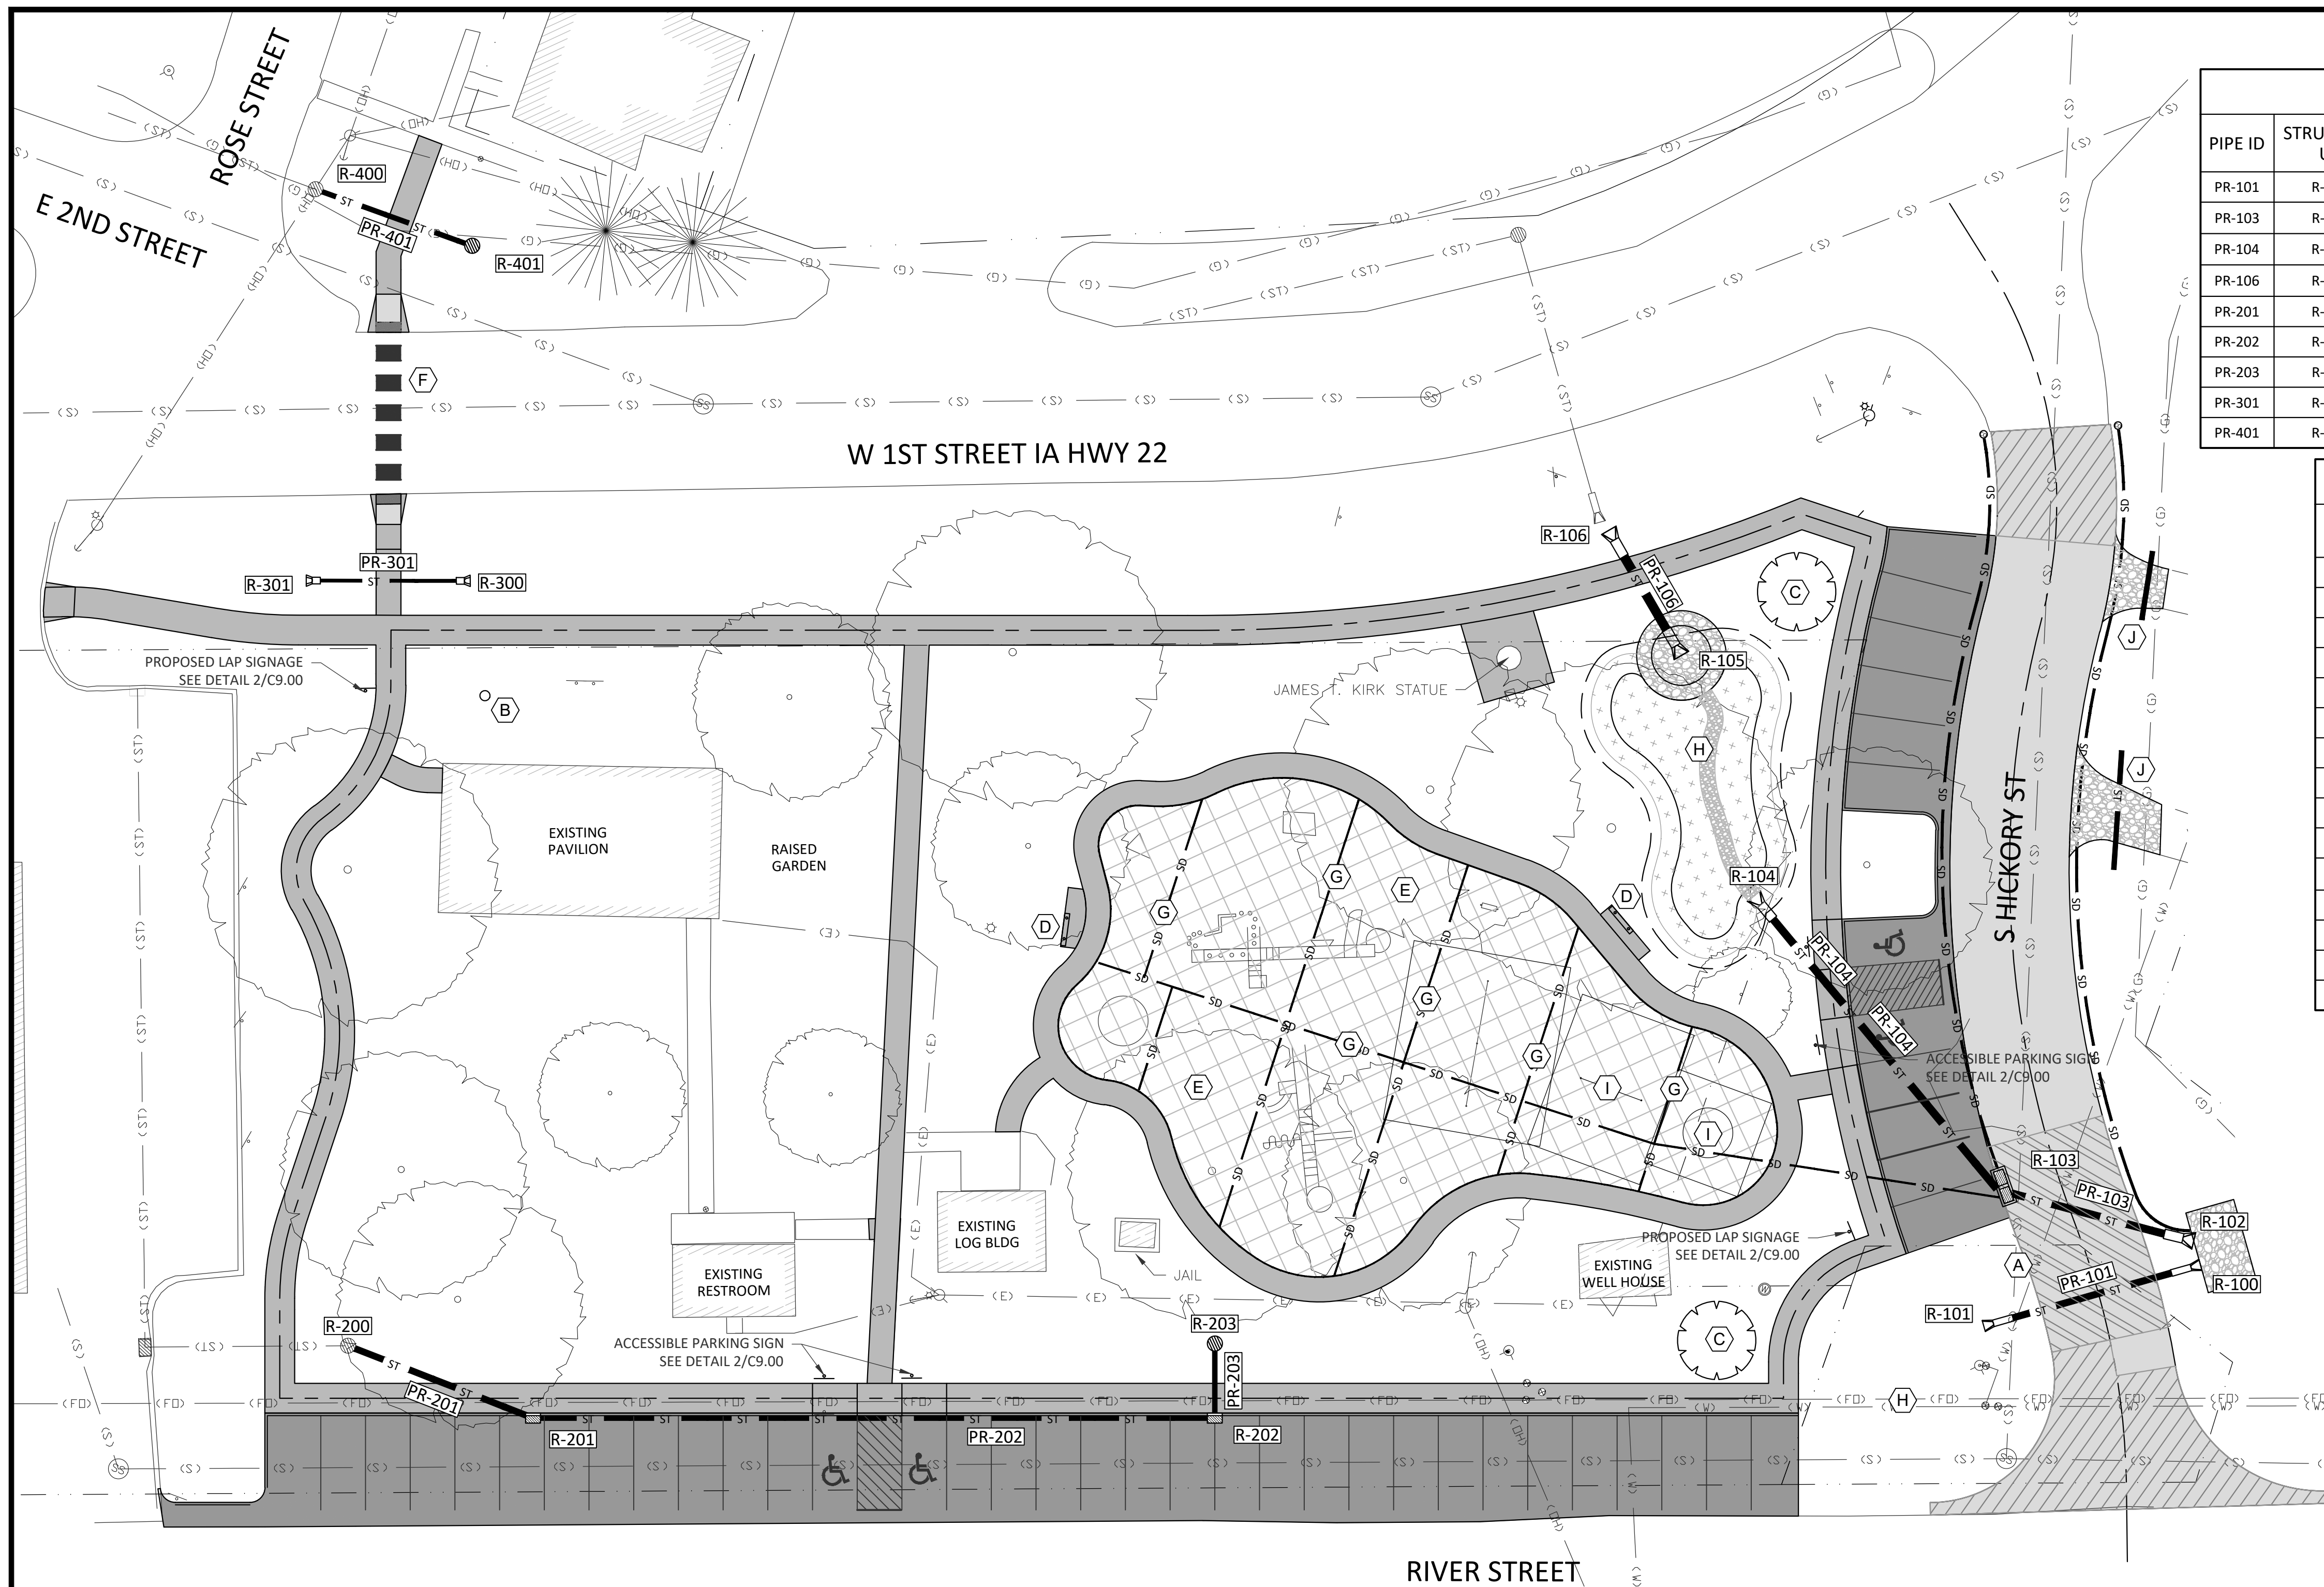 ROSE STREET
E 2ND STREET
R-400
PR-401
R-401
F
W 1ST STREET IA HWY 22
PR-301
R-301
R-300
PROPOSED LAP SIGNAGE
SEE DETAIL 2/C9.00
B
EXISTING
PAVILION
RAISED
GARDEN
JAMES T. KIRK STATUE
R-106
PR-106
R-105
C
H
R-104
PR-104
PR-104
D
D
G
G
E
G
G
G
G
E
I
I
S HICKORY ST
J
J
ACCESSIBLE PARKING SIGN
SEE DETAIL 2/C9.00
R-103
PR-103
R-102
A
PR-101
R-101
R-100
PROPOSED LAP SIGNAGE
SEE DETAIL 2/C9.00
EXISTING
WELL HOUSE
C
H
EXISTING
LOG BLDG
JAIL
EXISTING
RESTROOM
ACCESSIBLE PARKING SIGN
SEE DETAIL 2/C9.00
R-200
PR-201
R-201
PR-202
R-203
PR-203
R-202
RIVER STREET
PIPE ID STRU
U
PR-101 R-
PR-103 R-
PR-104 R-
PR-106 R-
PR-201 R-
PR-202 R-
PR-203 R-
PR-301 R-
PR-401 R-